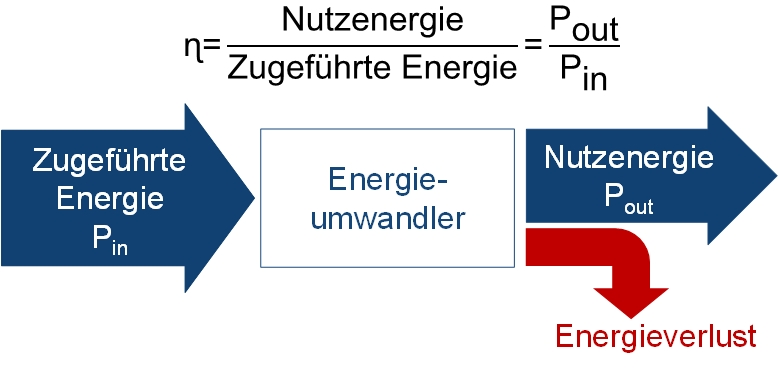 η= Nutzenergie / Zugeführte Energie = Pout / Pin
Zugeführte
Energie
Pin
Energie-
umwandler
Nutzenergie
Pout
Energieverlust